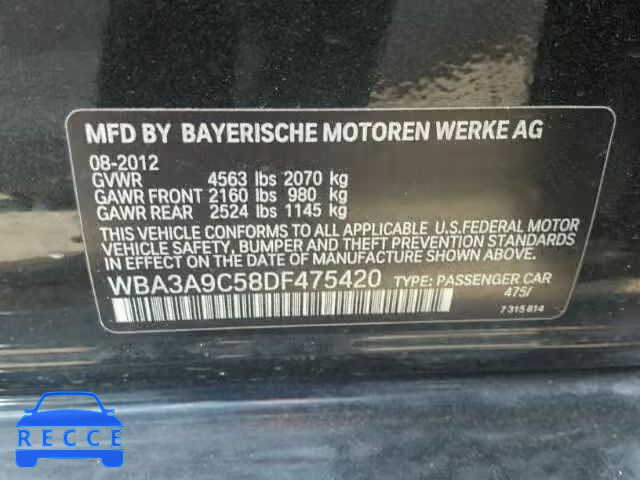 MFD BY BAYERISCHE MOTOREN WERKE AG
08-2012
GVWR 4563 lbs 2070 kg
GAWR FRONT 2160 lbs 980 kg
GAWR REAR 2524 lbs 1145 kg
THIS VEHICLE CONFORMS TO ALL APPLICABLE U.S.FEDERAL MOTOR
VEHICLE SAFETY, BUMPER AND THEFT PREVENTION STANDARDS
IN EFFECT ON THE DATE OF MANUFACTURE SHOWN ABOVE.
WBA3A9C58DF475420 TYPE: PASSENGER CAR
475/
7 315 814
RECCE